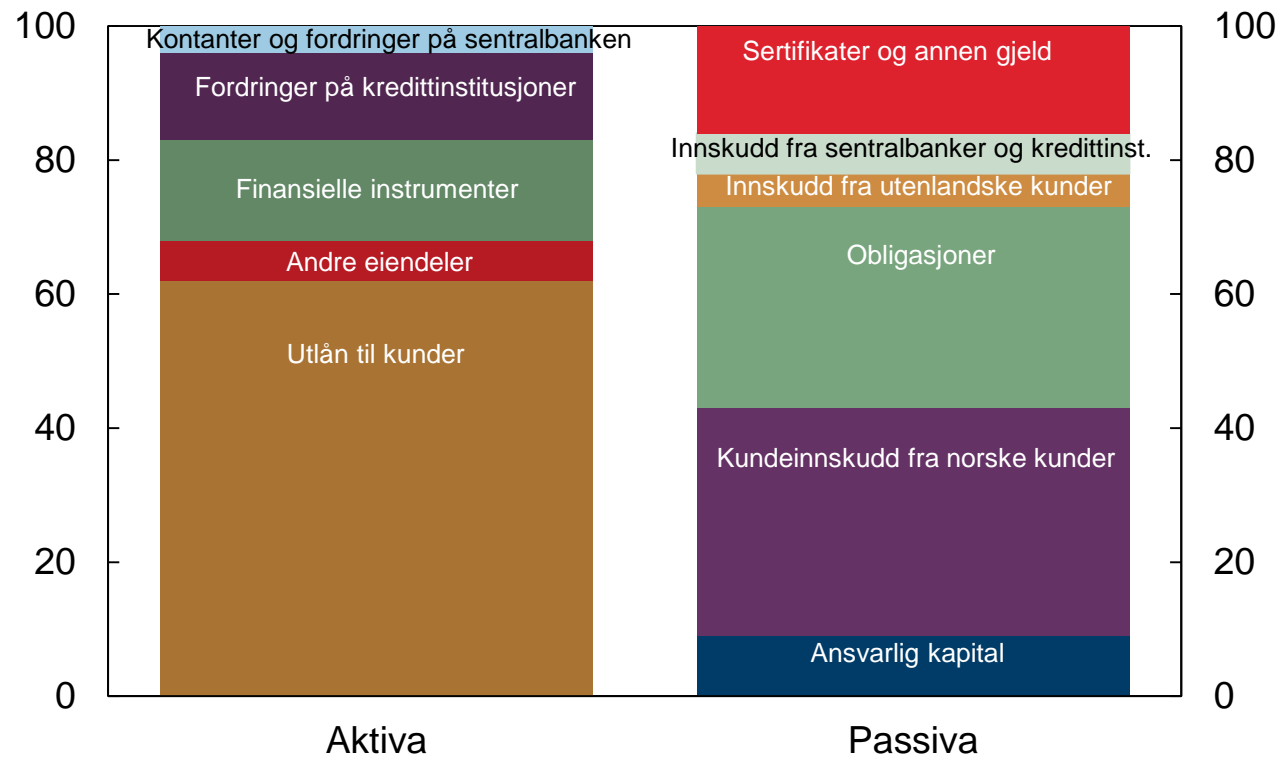 100
80
60
40
20
0
Kontanter og fordringer på sentralbanken
Fordringer på kredittinstitusjoner
Finansielle instrumenter
Andre eiendeler
Utlån til kunder
Sertifikater og annen gjeld
Innskudd fra sentralbanker og kredittinst.
Innskudd fra utenlandske kunder
Obligasjoner
Kundeinnskudd fra norske kunder
Ansvarlig kapital
100
80
60
40
20
0
Aktiva
Passiva